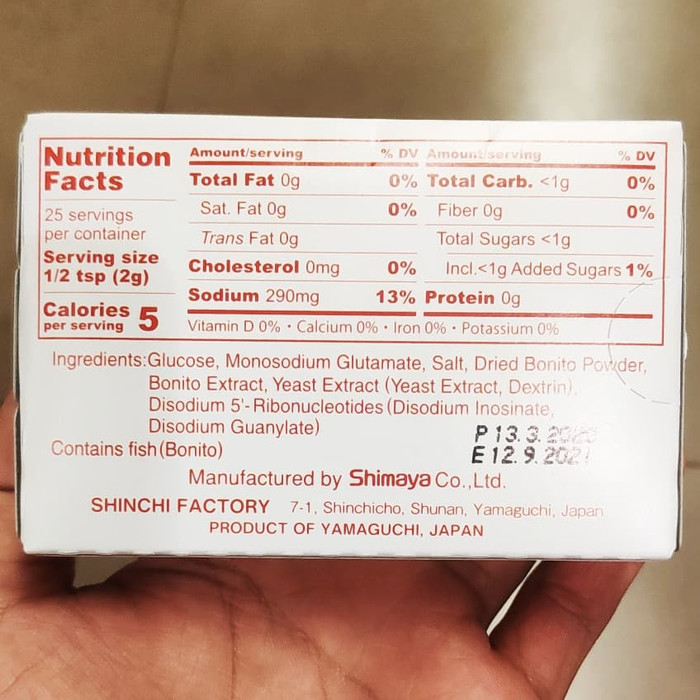 Nutrition Facts
25 servings
per container
Serving size
1/2 tsp (2g)
Calories 5
per serving
Amount/serving % DV
Total Fat 0g 0%
Sat. Fat 0g 0%
Trans Fat 0g
Cholesterol 0mg 0%
Sodium 290mg 13%
Amount/serving % DV
Total Carb. <1g 0%
Fiber 0g 0%
Total Sugars <1g
Incl.<1g Added Sugars 1%
Protein 0g
Vitamin D 0% • Calcium 0% • Iron 0% • Potassium 0%
Ingredients:Glucose, Monosodium Glutamate, Salt, Dried Bonito Powder,
Bonito Extract, Yeast Extract (Yeast Extract, Dextrin),
Disodium 5'-Ribonucleotides (Disodium Inosinate,
Disodium Guanylate)
Contains fish (Bonito)
P 13.3.
E 12.9.
Manufactured by Shimaya Co.,Ltd.
SHINCHI FACTORY 7-1, Shinchicho, Shunan, Yamaguchi, Japan
PRODUCT OF YAMAGUCHI, JAPAN